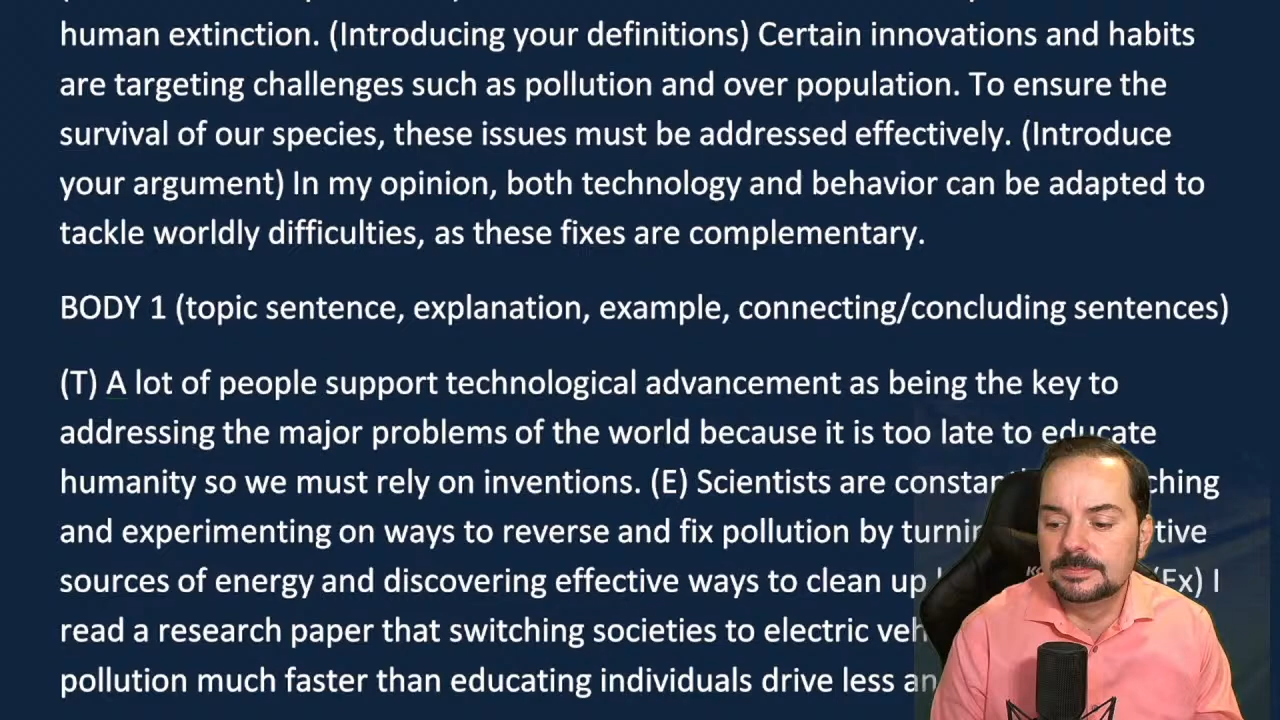 human extinction. (Introducing your definitions) Certain innovations and habits
are targeting challenges such as pollution and over population. To ensure the
survival of our species, these issues must be addressed effectively. (Introduce
your argument) In my opinion, both technology and behavior can be adapted to
tackle worldly difficulties, as these fixes are complementary.
BODY 1 (topic sentence, explanation, example, connecting/concluding sentences)
(T) A lot of people support technological advancement as being the key to
addressing the major problems of the world because it is too late to educate
humanity so we must rely on inventions. (E) Scientists are
and experimenting on ways to reverse and fix pollution by
sources of energy and discovering effective ways to clean up (Ex) I
read a research paper that switching societies to electric
pollution much faster than educating individuals drive less